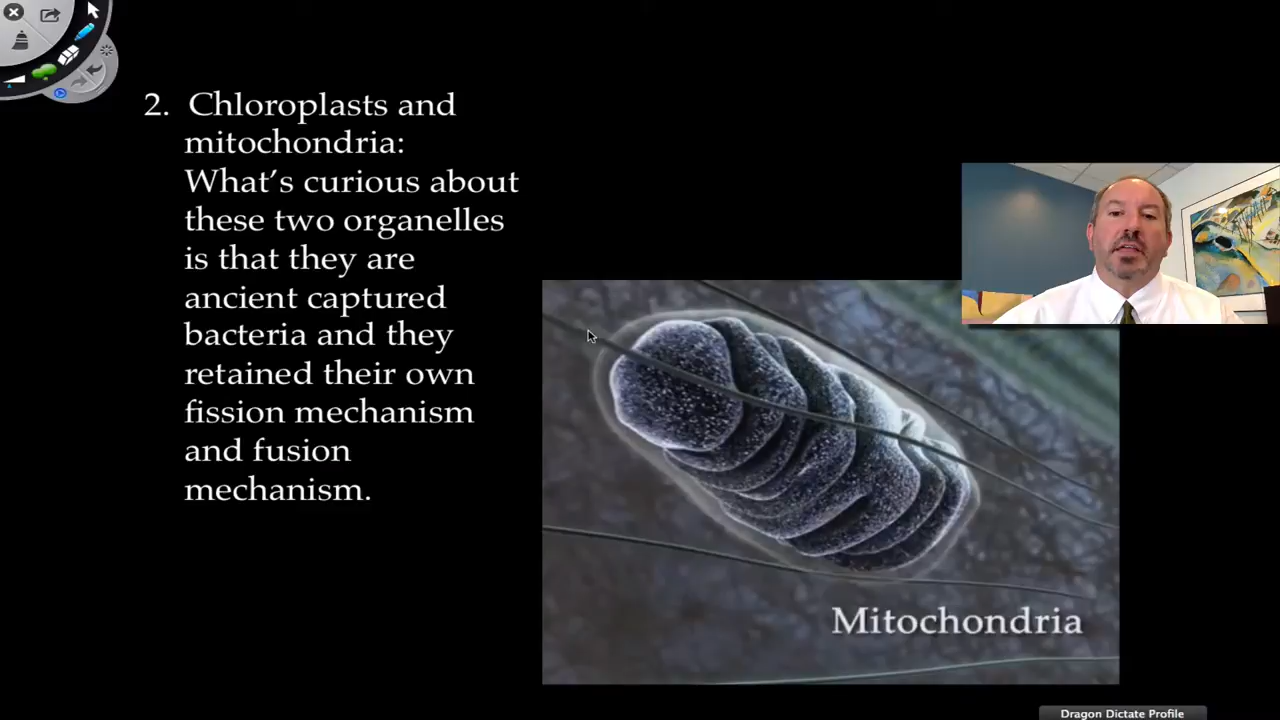 2. Chloroplasts and
mitochondria:
What's curious about
these two organelles
is that they are
ancient captured
bacteria and they
retained their own
fission mechanism
and fusion
mechanism.
Mitochondria
Dragon Dictate Profile